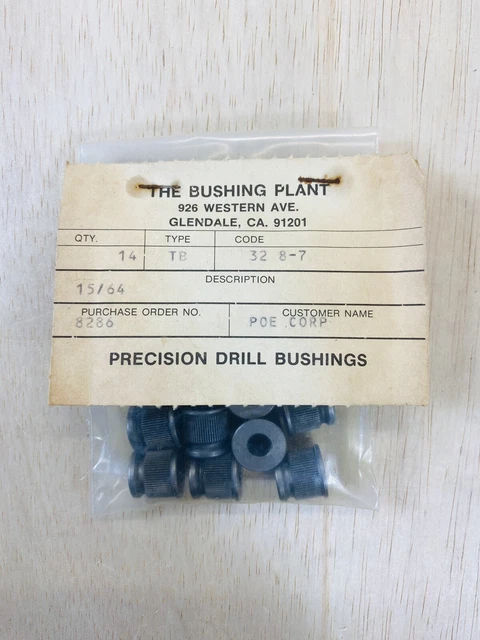 THE BUSHING PLANT
926 WESTERN AVE.
GLENDALE, CA. 91201
QTY. TYPE CODE
14 TB 32 8-7
DESCRIPTION
15/64
PURCHASE ORDER NO. CUSTOMER NAME
8286 POE CORP
PRECISION DRILL BUSHINGS